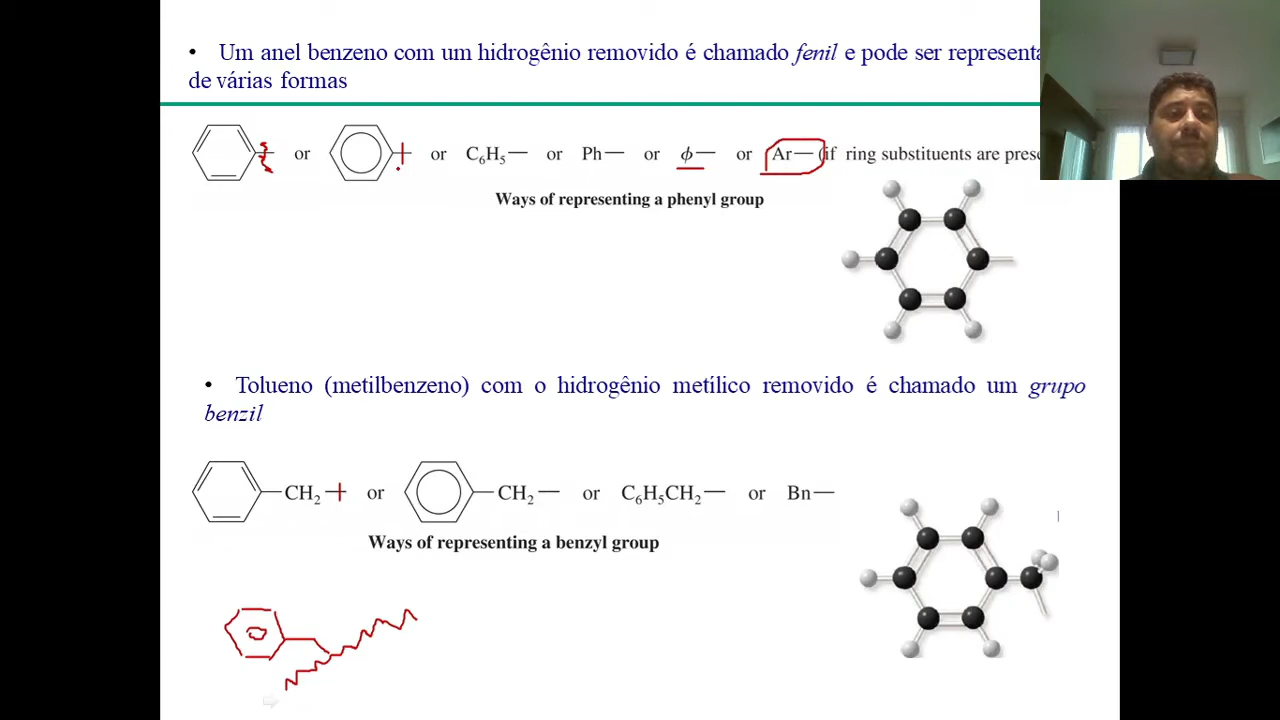 • Um anel benzeno com um hidrogênio removido é chamado fenil e pode ser representa
de várias formas
or or C₆H₅— or Ph— or ϕ— or Ar— (if ring substituents are prese
Ways of representing a phenyl group
• Tolueno (metilbenzeno) com o hidrogênio metílico removido é chamado um grupo
benzil
CH₂— or CH₂— or C₆H₅CH₂— or Bn—
Ways of representing a benzyl group